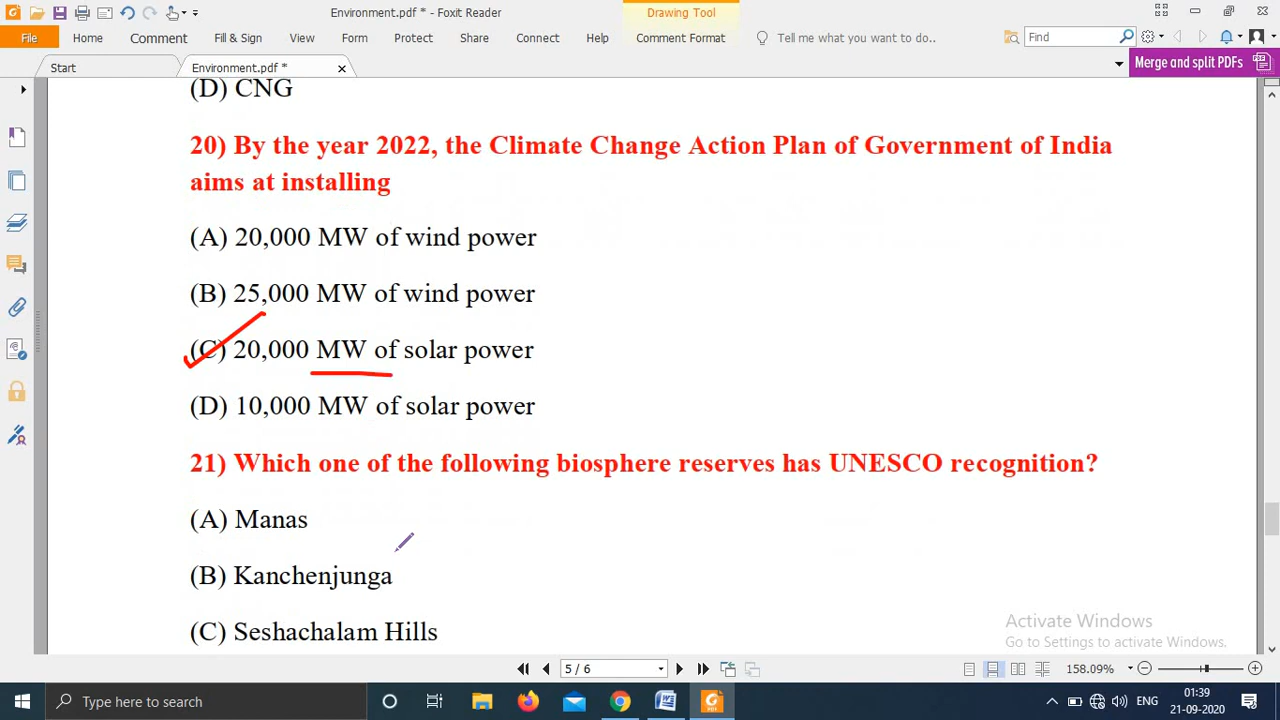 Environment.pdf * - Foxit Reader
Drawing Tool
File
Home
Comment
Fill & Sign
View
Form
Protect
Share
Connect
Help
Comment Format
Tell me what you want to do..
Find
Start
Environment.pdf *
Merge and split PDFs
(D) CNG
20) By the year 2022, the Climate Change Action Plan of Government of India
aims at installing
(A) 20,000 MW of wind power
(B) 25,000 MW of wind power
(C) 20,000 MW of solar power
(D) 10,000 MW of solar power
21) Which one of the following biosphere reserves has UNESCO recognition?
(A) Manas
(B) Kanchenjunga
(C) Seshachalam Hills
Activate Windows
Go to Settings to activate Windows.
5 / 6
158.09%
Type here to search
ENG
01:39
21-09-2020